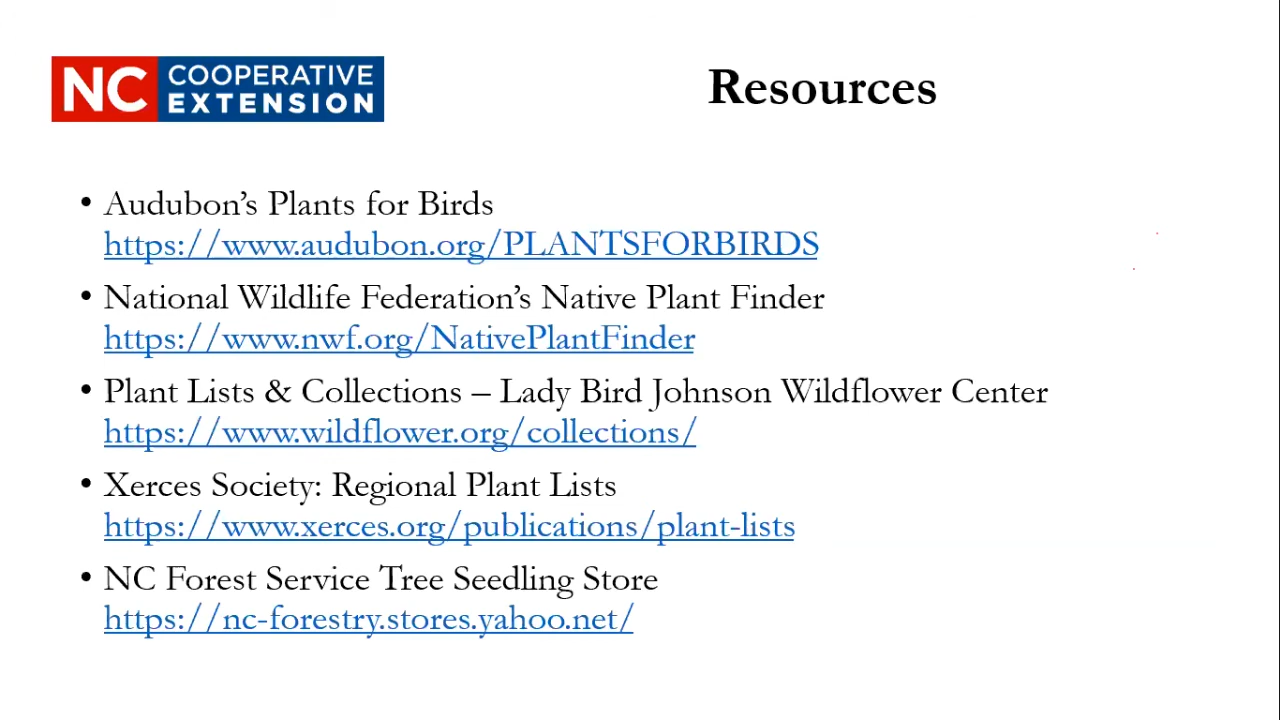 NC COOPERATIVE
EXTENSION
Resources
• Audubon’s Plants for Birds
https://www.audubon.org/PLANTSFORBIRDS
• National Wildlife Federation’s Native Plant Finder
https://www.nwf.org/NativePlantFinder
• Plant Lists & Collections – Lady Bird Johnson Wildflower Center
https://www.wildflower.org/collections/
• Xerces Society: Regional Plant Lists
https://www.xerces.org/publications/plant-lists
• NC Forest Service Tree Seedling Store
https://nc-forestry.stores.yahoo.net/